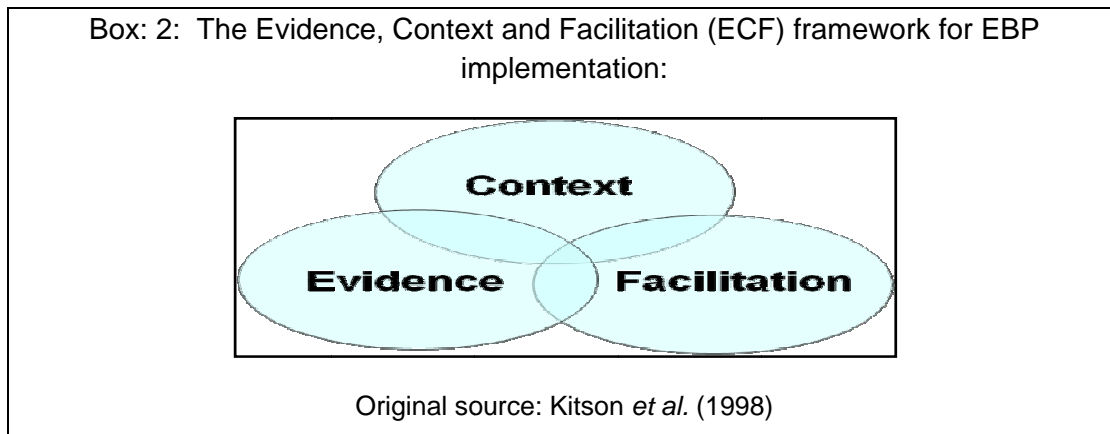 Box: 2:  The Evidence, Context and Facilitation (ECF) framework for EBP
implementation:
Context
Evidence
Facilitation
Original source: Kitson et al. (1998)